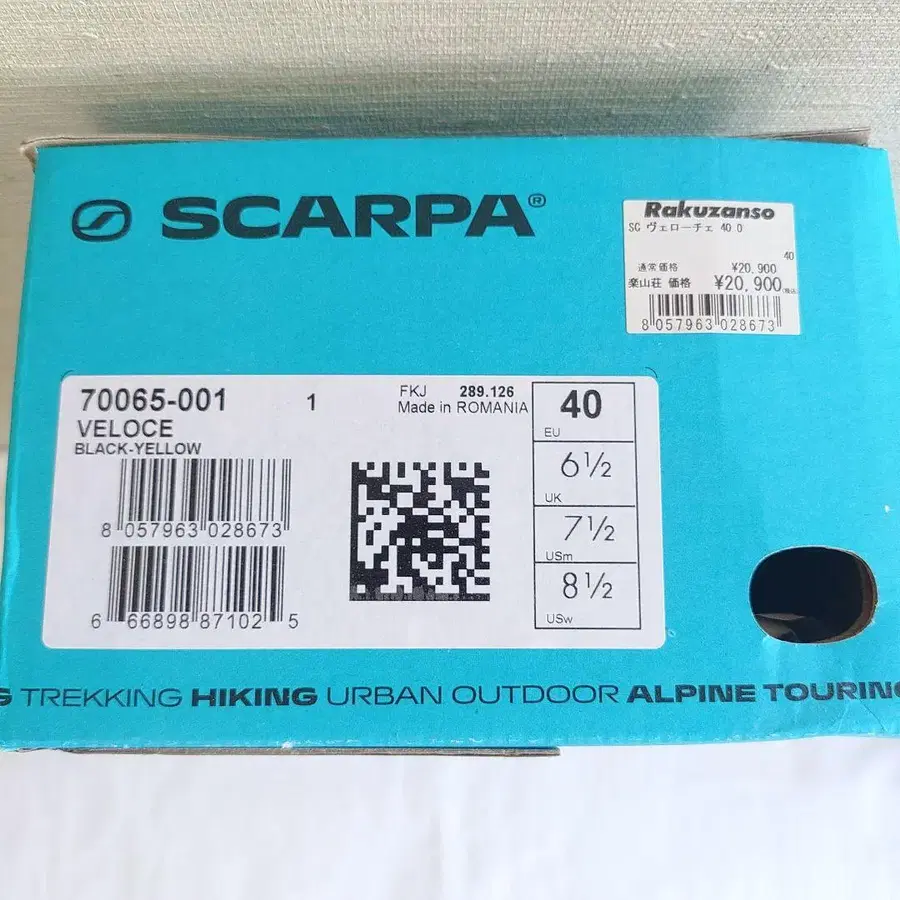 SCARPA®
Rakuzanso
SC ヴェローチェ 40 0
40
通常価格 ¥20,900
楽山荘 価格 ¥20,900(税込)
8 057963 028673
70065-001 1
VELOCE
BLACK-YELLOW
FKJ 289.126
Made in ROMANIA
8 057963 028673
6 66898 87102 5
40
EU
6½
UK
7½
USm
8½
USw
G TREKKING HIKING URBAN OUTDOOR ALPINE TOURING